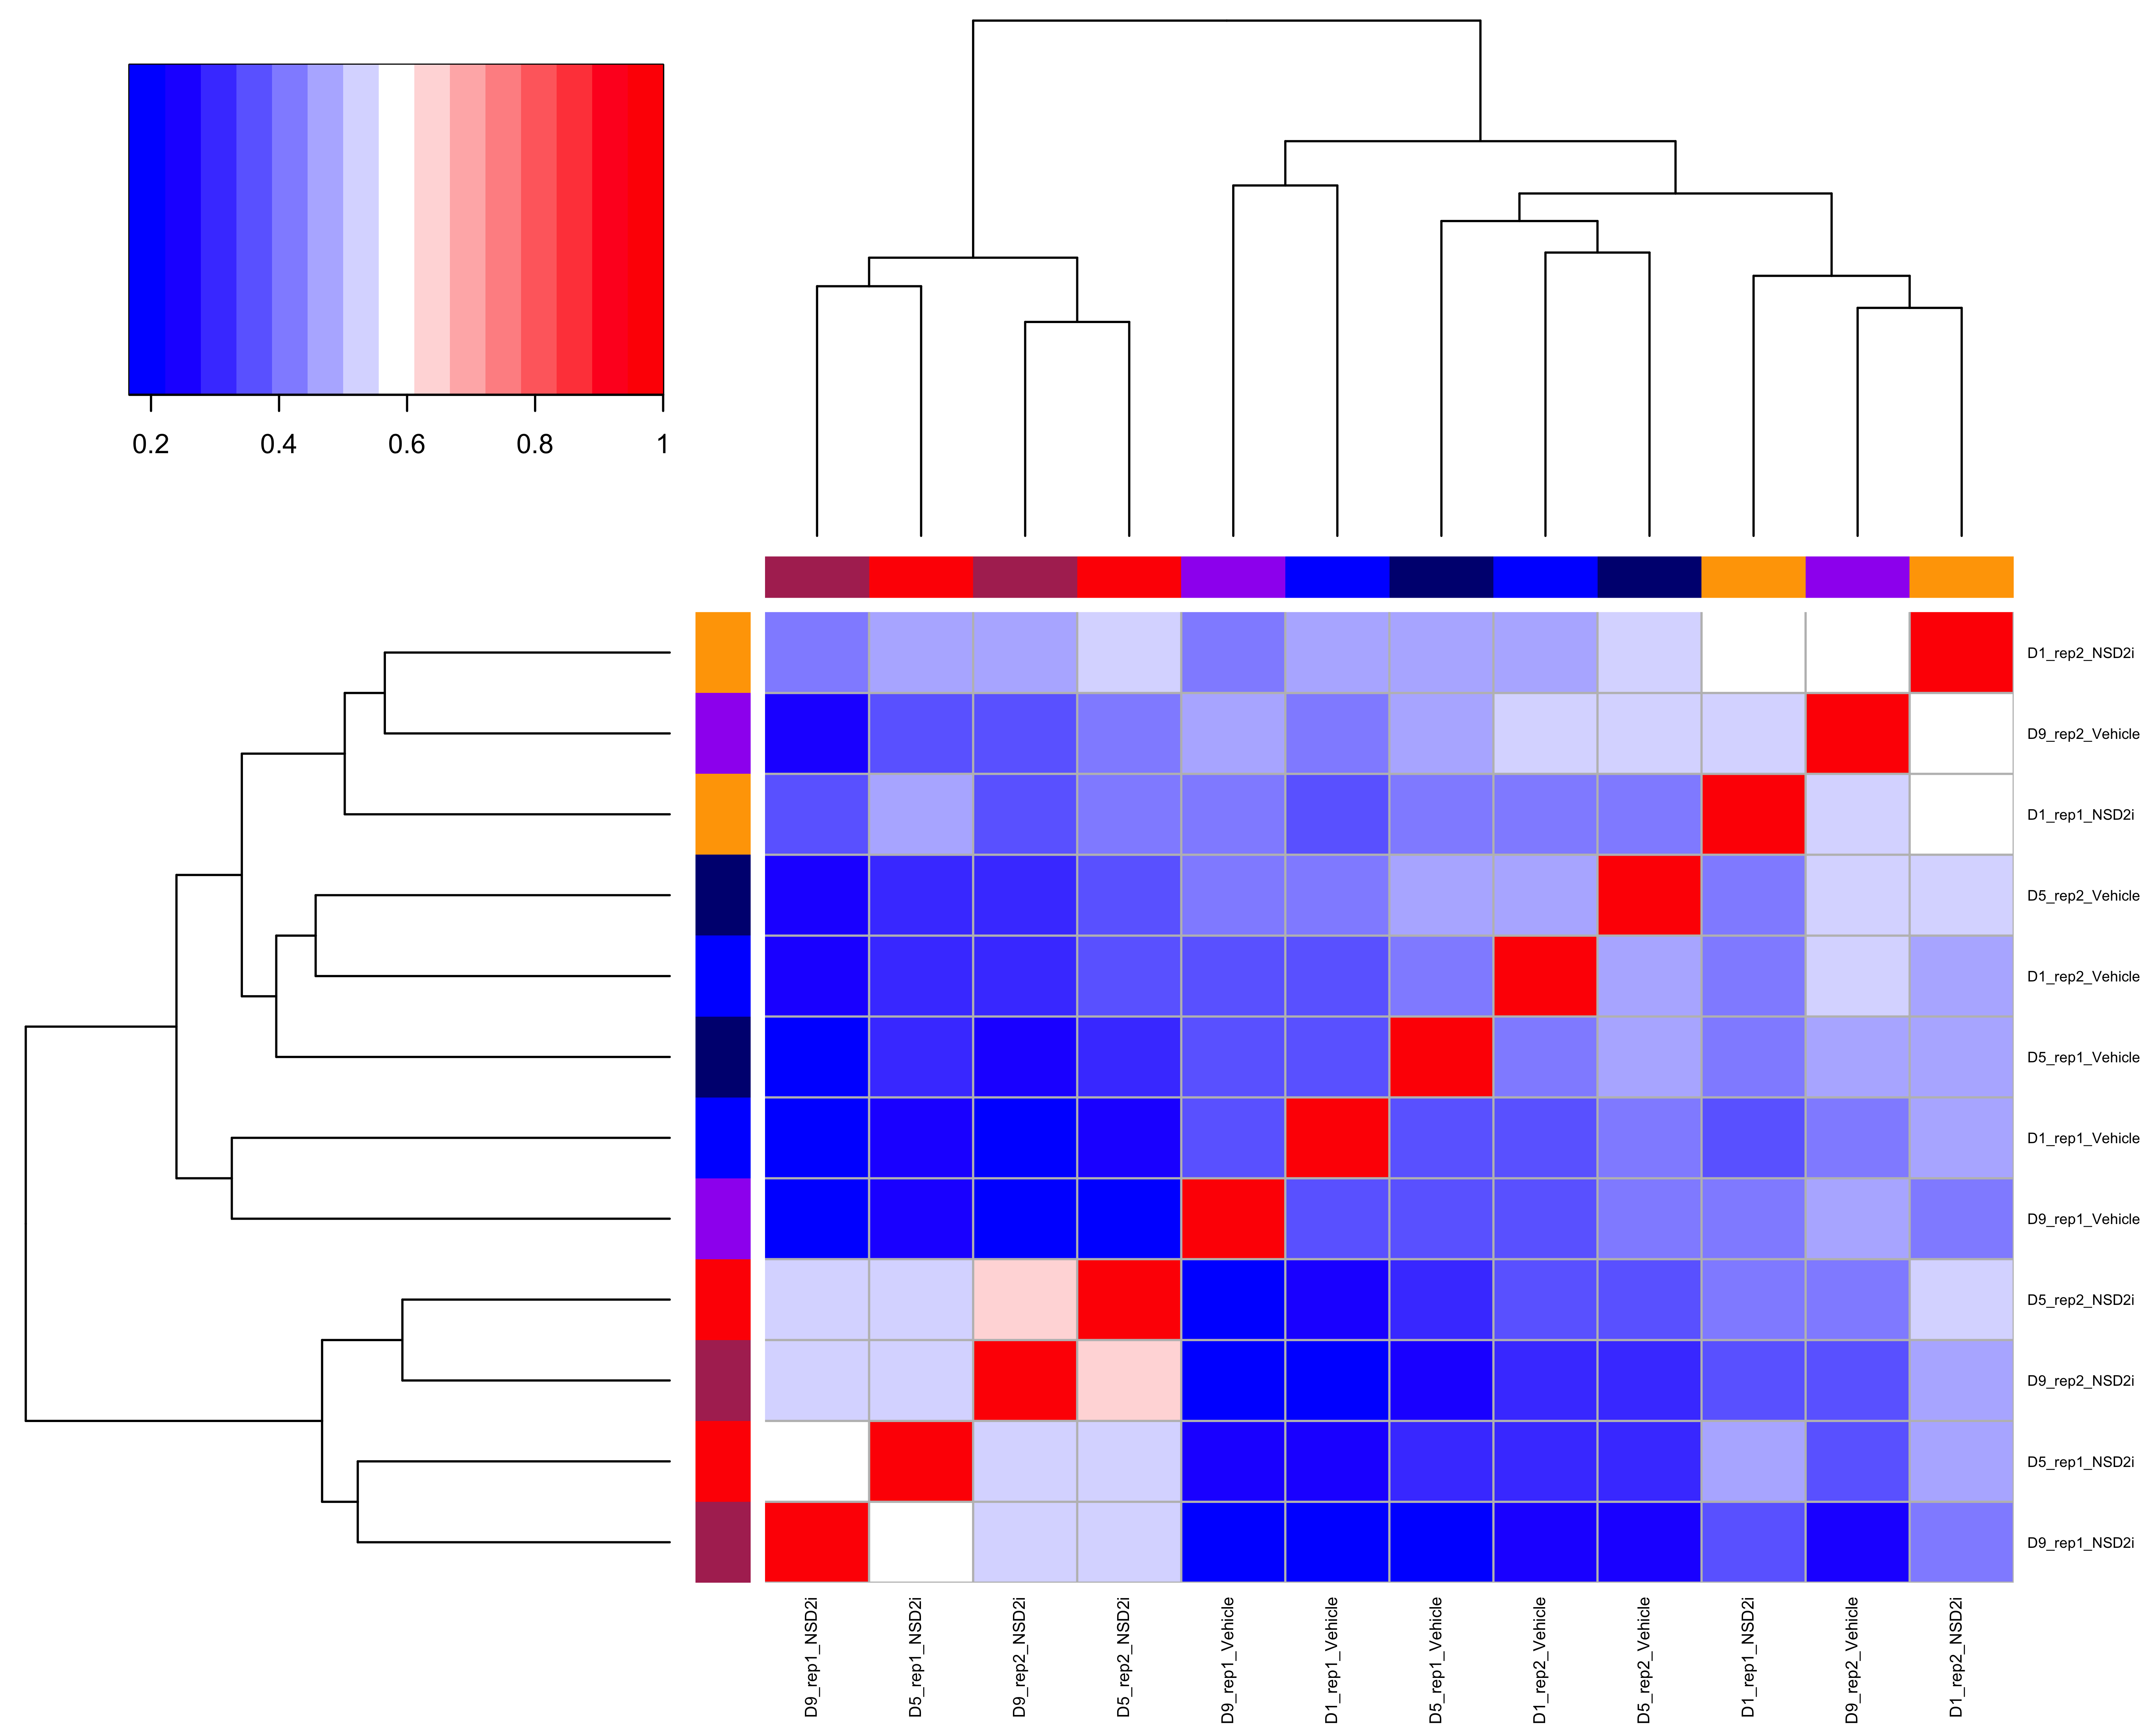 0.2 0.4 0.6 0.8 1
D1_rep2_NSD2i
D9_rep2_Vehicle
D1_rep1_NSD2i
D5_rep2_Vehicle
D1_rep2_Vehicle
D5_rep1_Vehicle
D1_rep1_Vehicle
D9_rep1_Vehicle
D5_rep2_NSD2i
D9_rep2_NSD2i
D5_rep1_NSD2i
D9_rep1_NSD2i
D9_rep1_NSD2i
D5_rep1_NSD2i
D9_rep2_NSD2i
D5_rep2_NSD2i
D9_rep1_Vehicle
D1_rep1_Vehicle
D5_rep1_Vehicle
D1_rep2_Vehicle
D5_rep2_Vehicle
D1_rep1_NSD2i
D9_rep2_Vehicle
D1_rep2_NSD2i